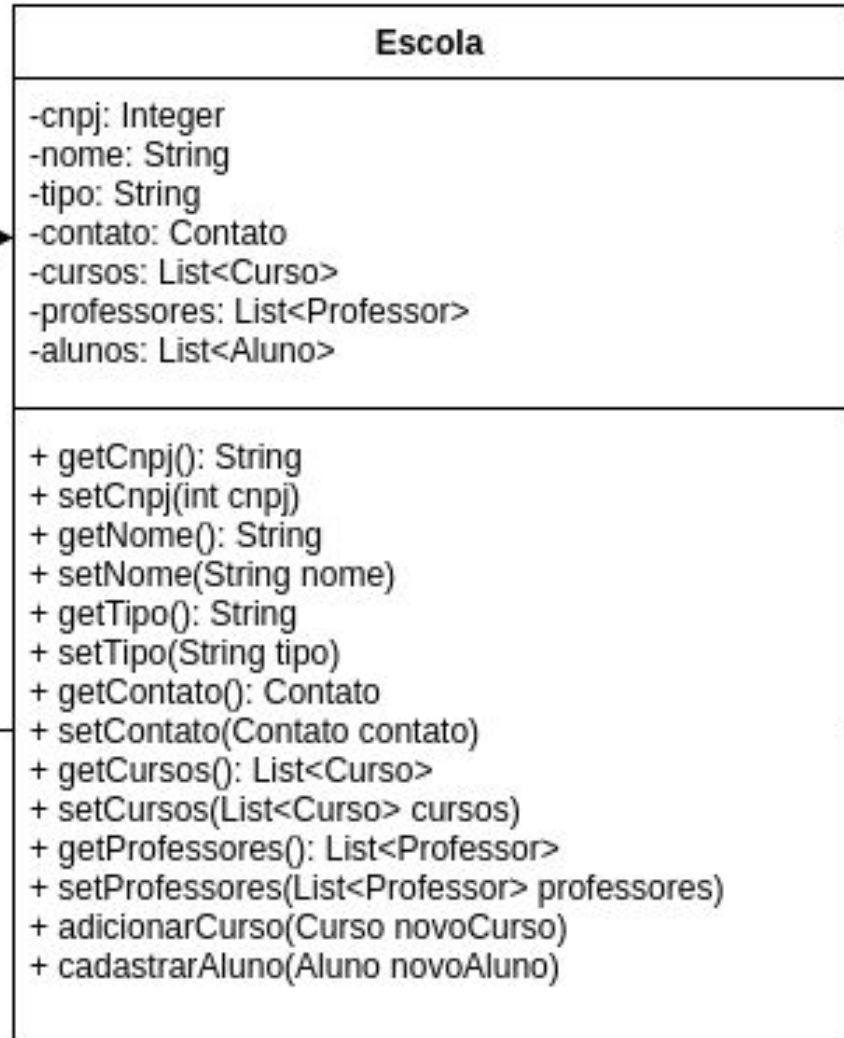 Escola
-cnpj: Integer
-nome: String
-tipo: String
-contato: Contato
-cursos: List<Curso>
-professores: List<Professor>
-alunos: List<Aluno>
+ getCnpj(): String
+ setCnpj(int cnpj)
+ getNome(): String
+ setNome(String nome)
+ getTipo(): String
+ setTipo(String tipo)
+ getContato(): Contato
+ setContato(Contato contato)
+ getCursos(): List<Curso>
+ setCursos(List<Curso> cursos)
+ getProfessores(): List<Professor>
+ setProfessores(List<Professor> professores)
+ adicionarCurso(Curso novoCurso)
+ cadastrarAluno(Aluno novoAluno)